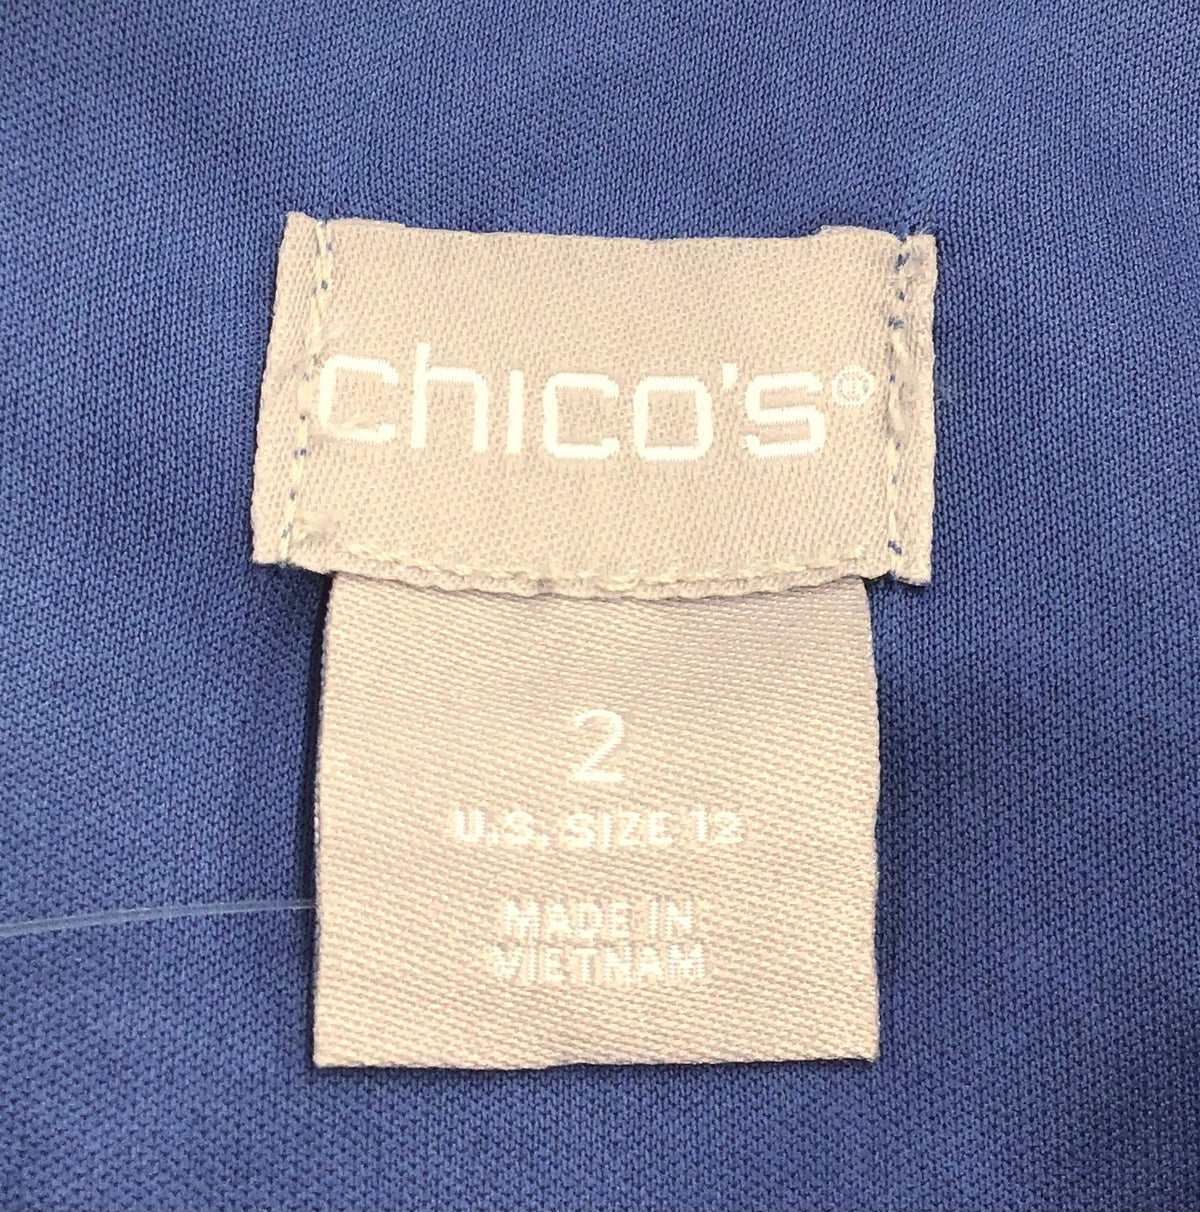 chico's®
2
U.S. SIZE 12
MADE IN
VIETNAM